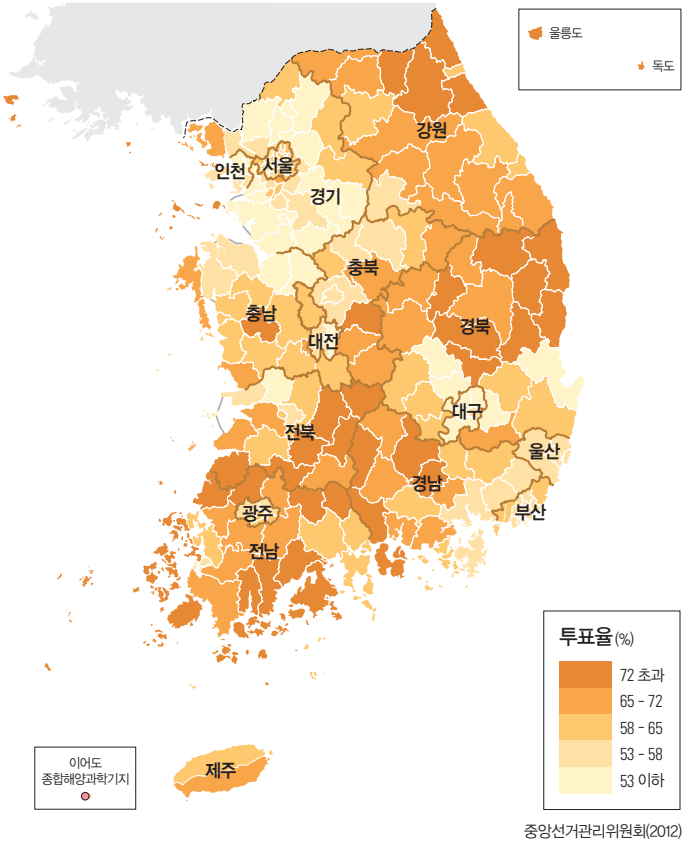 울릉도
독도
강원
인천
서울
경기
충북
충남
대전
경북
대구
전북
울산
경남
부산
광주
전남
제주
이어도
종합해양과학기지
투표율 (%)
72 초과
65 - 72
58 - 65
53 - 58
53 이하
중앙선거관리위원회(2012)